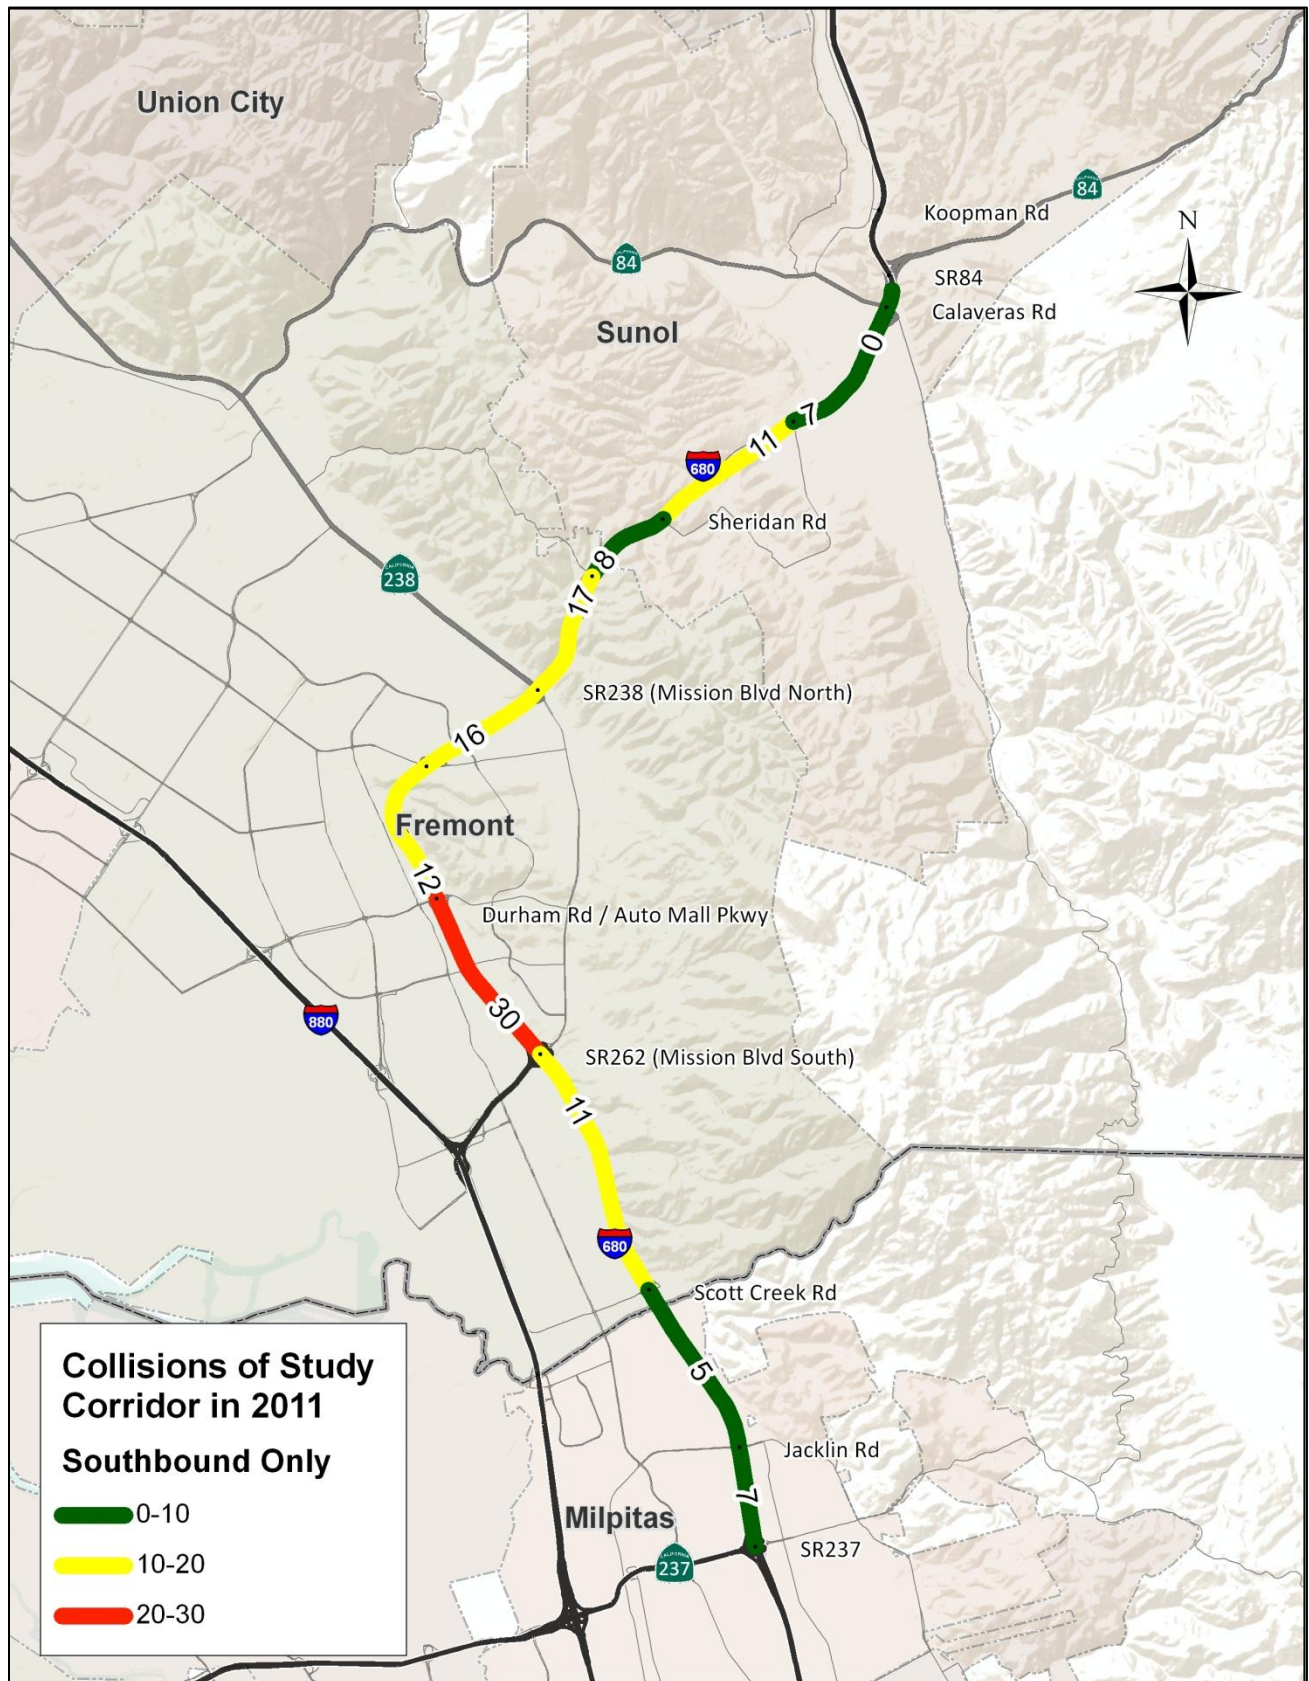 Union City
84
Koopman Rd
N
84
SR84
Sunol
Calaveras Rd
0
7
11
680
Sheridan Rd
8
CALIFORNIA
238
17
SR238 (Mission Blvd North)
16
Fremont
12
Durham Rd / Auto Mall Pkwy
30
880
SR262 (Mission Blvd South)
11
680
Scott Creek Rd
Collisions of Study
Corridor in 2011
Southbound Only
0-10
10-20
20-30
5
Jacklin Rd
7
Milpitas
SR237
CALIFORNIA
237